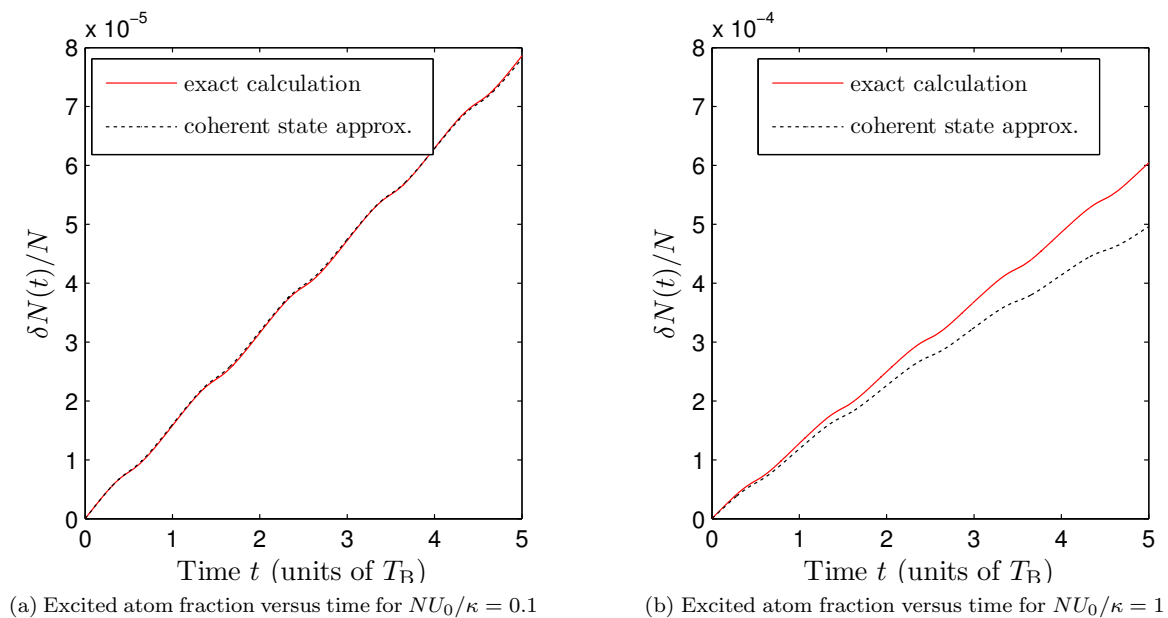 x 10⁻⁵
8
7
6
5
4
3
2
1
0
0 1 2 3 4 5
δN(t)/N
exact calculation
coherent state approx.
Time t (units of T_B)
(a) Excited atom fraction versus time for NU₀/κ = 0.1
x 10⁻⁴
8
7
6
5
4
3
2
1
0
0 1 2 3 4 5
δN(t)/N
exact calculation
coherent state approx.
Time t (units of T_B)
(b) Excited atom fraction versus time for NU₀/κ = 1